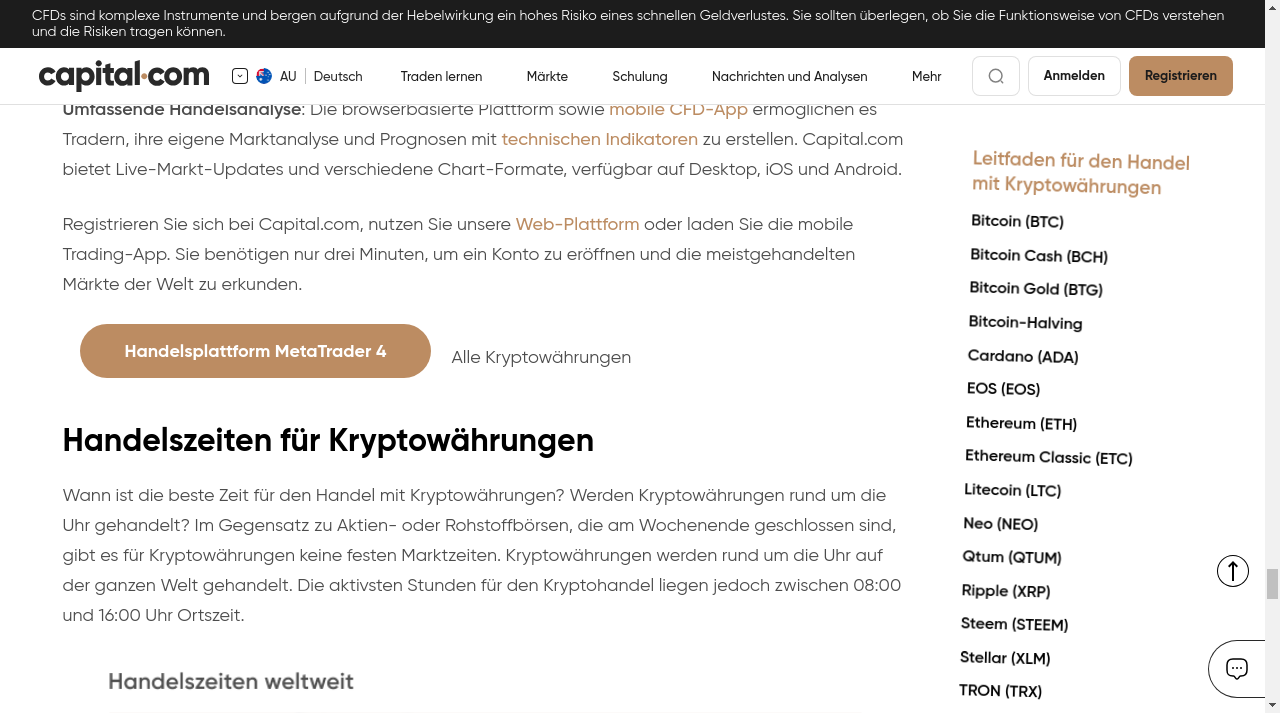 CFDs sind komplexe Instrumente und bergen aufgrund der Hebelwirkung ein hohes Risiko eines schnellen Geldverlustes. Sie sollten überlegen, ob Sie die Funktionsweise von CFDs verstehen
und die Risiken tragen können.
capital.com
AU
Deutsch
Traden lernen
Märkte
Schulung
Nachrichten und Analysen
Mehr
Anmelden
Registrieren
Umfassende Handelsanalyse: Die browserbasierte Plattform sowie mobile CFD-App ermöglichen es
Tradern, ihre eigene Marktanalyse und Prognosen mit technischen Indikatoren zu erstellen. Capital.com
bietet Live-Markt-Updates und verschiedene Chart-Formate, verfügbar auf Desktop, iOS und Android.
Registrieren Sie sich bei Capital.com, nutzen Sie unsere Web-Plattform oder laden Sie die mobile
Trading-App. Sie benötigen nur drei Minuten, um ein Konto zu eröffnen und die meistgehandelten
Märkte der Welt zu erkunden.
Handelsplattform MetaTrader 4
Alle Kryptowährungen
Handelszeiten für Kryptowährungen
Wann ist die beste Zeit für den Handel mit Kryptowährungen? Werden Kryptowährungen rund um die
Uhr gehandelt? Im Gegensatz zu Aktien- oder Rohstoffbörsen, die am Wochenende geschlossen sind,
gibt es für Kryptowährungen keine festen Marktzeiten. Kryptowährungen werden rund um die Uhr auf
der ganzen Welt gehandelt. Die aktivsten Stunden für den Kryptohandel liegen jedoch zwischen 08:00
und 16:00 Uhr Ortszeit.
Handelszeiten weltweit
Leitfaden für den Handel
mit Kryptowährungen
Bitcoin (BTC)
Bitcoin Cash (BCH)
Bitcoin Gold (BTG)
Bitcoin-Halving
Cardano (ADA)
EOS (EOS)
Ethereum (ETH)
Ethereum Classic (ETC)
Litecoin (LTC)
Neo (NEO)
Qtum (QTUM)
Ripple (XRP)
Steem (STEEM)
Stellar (XLM)
TRON (TRX)